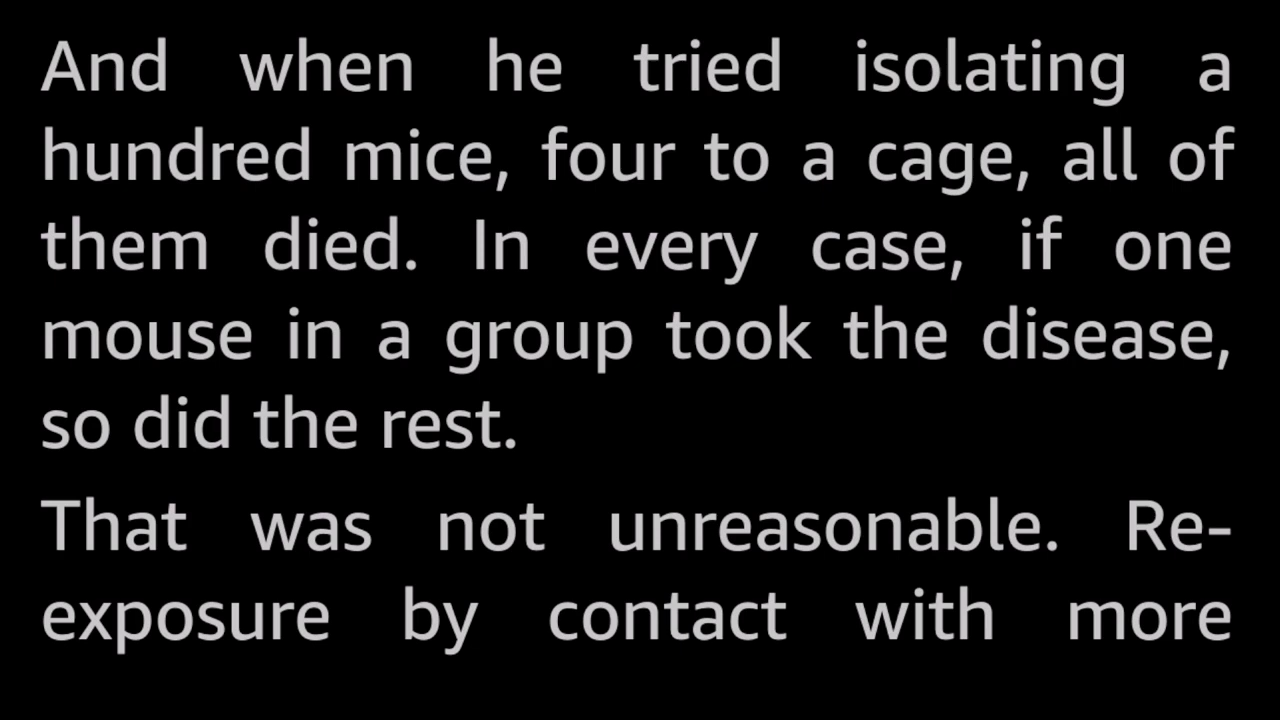 And when he tried isolating a
hundred mice, four to a cage, all of
them died. In every case, if one
mouse in a group took the disease,
so did the rest.
That was not unreasonable. Re-
exposure by contact with more